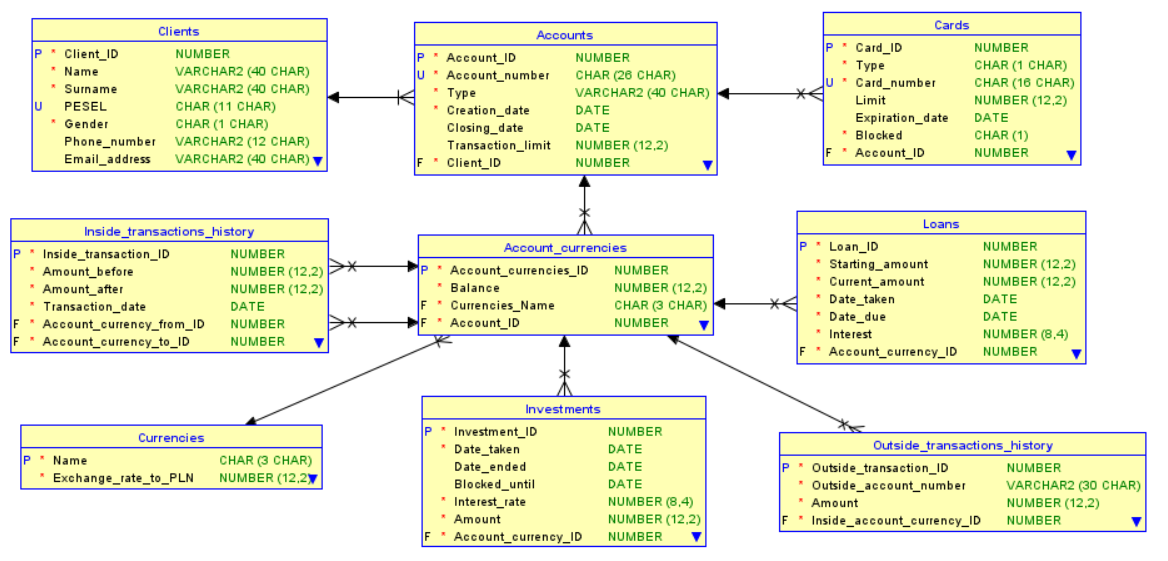 Clients
P * Client_ID NUMBER
* Name VARCHAR2 (40 CHAR)
* Surname VARCHAR2 (40 CHAR)
U PESEL CHAR (11 CHAR)
* Gender CHAR (1 CHAR)
Phone_number VARCHAR2 (12 CHAR)
Email_address VARCHAR2 (40 CHAR)
Accounts
P * Account_ID NUMBER
U * Account_number CHAR (26 CHAR)
* Type VARCHAR2 (40 CHAR)
* Creation_date DATE
Closing_date DATE
Transaction_limit NUMBER (12,2)
F * Client_ID NUMBER
Cards
P * Card_ID NUMBER
* Type CHAR (1 CHAR)
U * Card_number CHAR (16 CHAR)
Limit NUMBER (12,2)
Expiration_date DATE
* Blocked CHAR (1)
F * Account_ID NUMBER
Inside_transactions_history
P * Inside_transaction_ID NUMBER
* Amount_before NUMBER (12,2)
* Amount_after NUMBER (12,2)
* Transaction_date DATE
F * Account_currency_from_ID NUMBER
F * Account_currency_to_ID NUMBER
Account_currencies
P * Account_currencies_ID NUMBER
* Balance NUMBER (12,2)
F * Currencies_Name CHAR (3 CHAR)
F * Account_ID NUMBER
Loans
P * Loan_ID NUMBER
* Starting_amount NUMBER (12,2)
* Current_amount NUMBER (12,2)
* Date_taken DATE
* Date_due DATE
* Interest NUMBER (8,4)
F * Account_currency_ID NUMBER
Currencies
P * Name CHAR (3 CHAR)
* Exchange_rate_to_PLN NUMBER (12,2)
Investments
P * Investment_ID NUMBER
* Date_taken DATE
Date_ended DATE
Blocked_until DATE
* Interest_rate NUMBER (8,4)
* Amount NUMBER (12,2)
F * Account_currency_ID NUMBER
Outside_transactions_history
P * Outside_transaction_ID NUMBER
* Outside_account_number VARCHAR2 (30 CHAR)
* Amount NUMBER (12,2)
F * Inside_account_currency_ID NUMBER